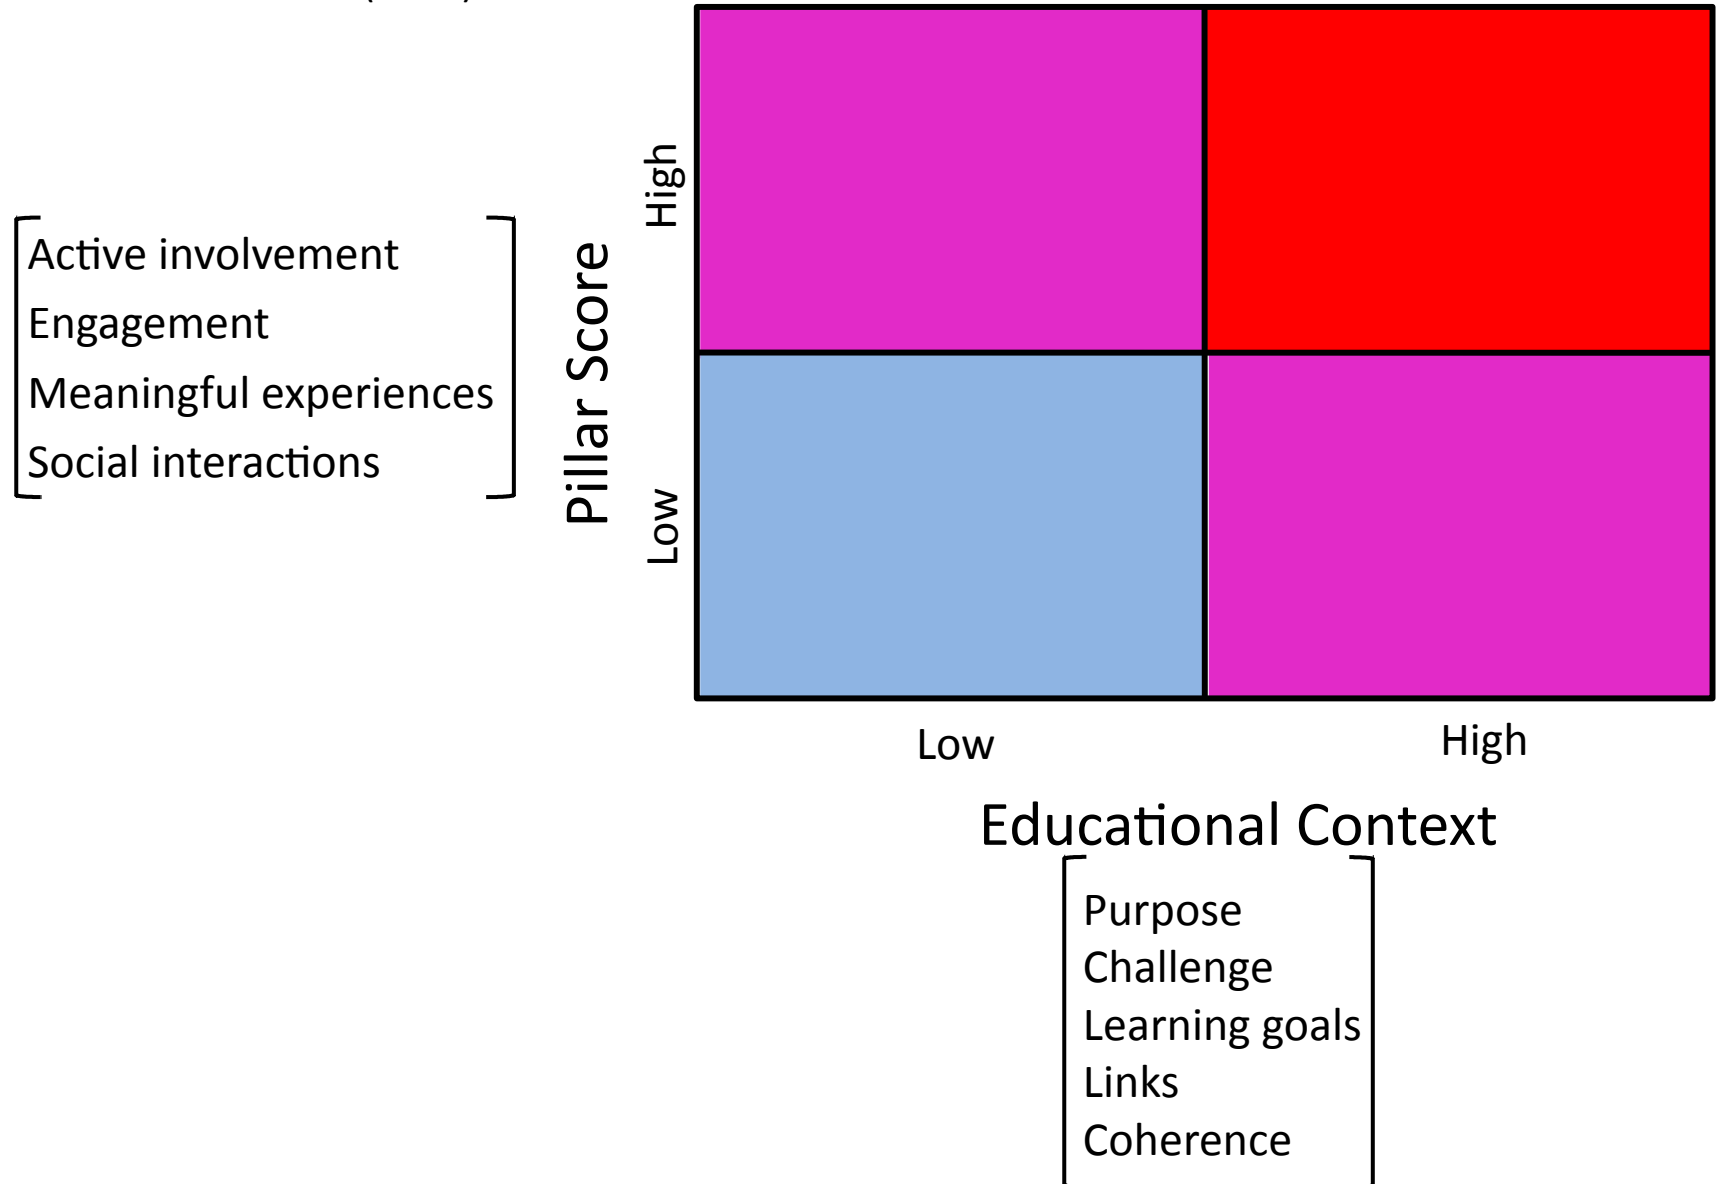 High
Active involvement
Engagement
Meaningful experiences
Social interactions
Pillar Score
Low
Low
High
Educational Context
Purpose
Challenge
Learning goals
Links
Coherence